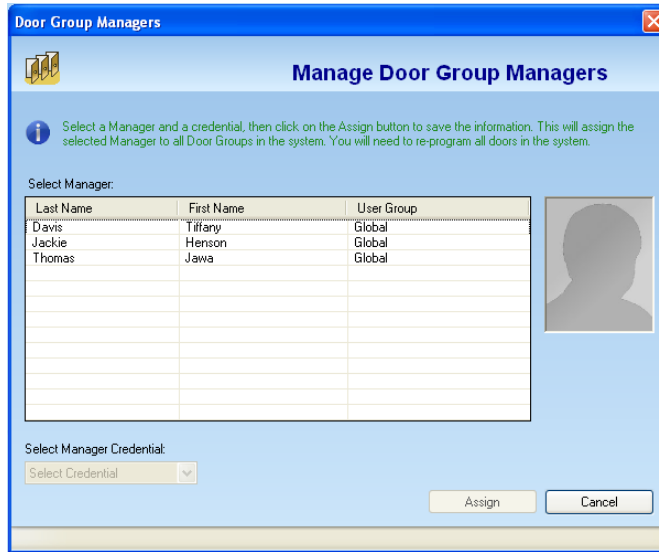 Door Group Managers
Manage Door Group Managers
Select a Manager and a credential, then click on the Assign button to save the information. This will assign the
selected Manager to all Door Groups in the system. You will need to re-program all doors in the system.
Select Manager:
Last Name First Name User Group
Davis Tiffany Global
Jackie Henson Global
Thomas Jawa Global
Select Manager Credential:
Select Credential
Assign Cancel